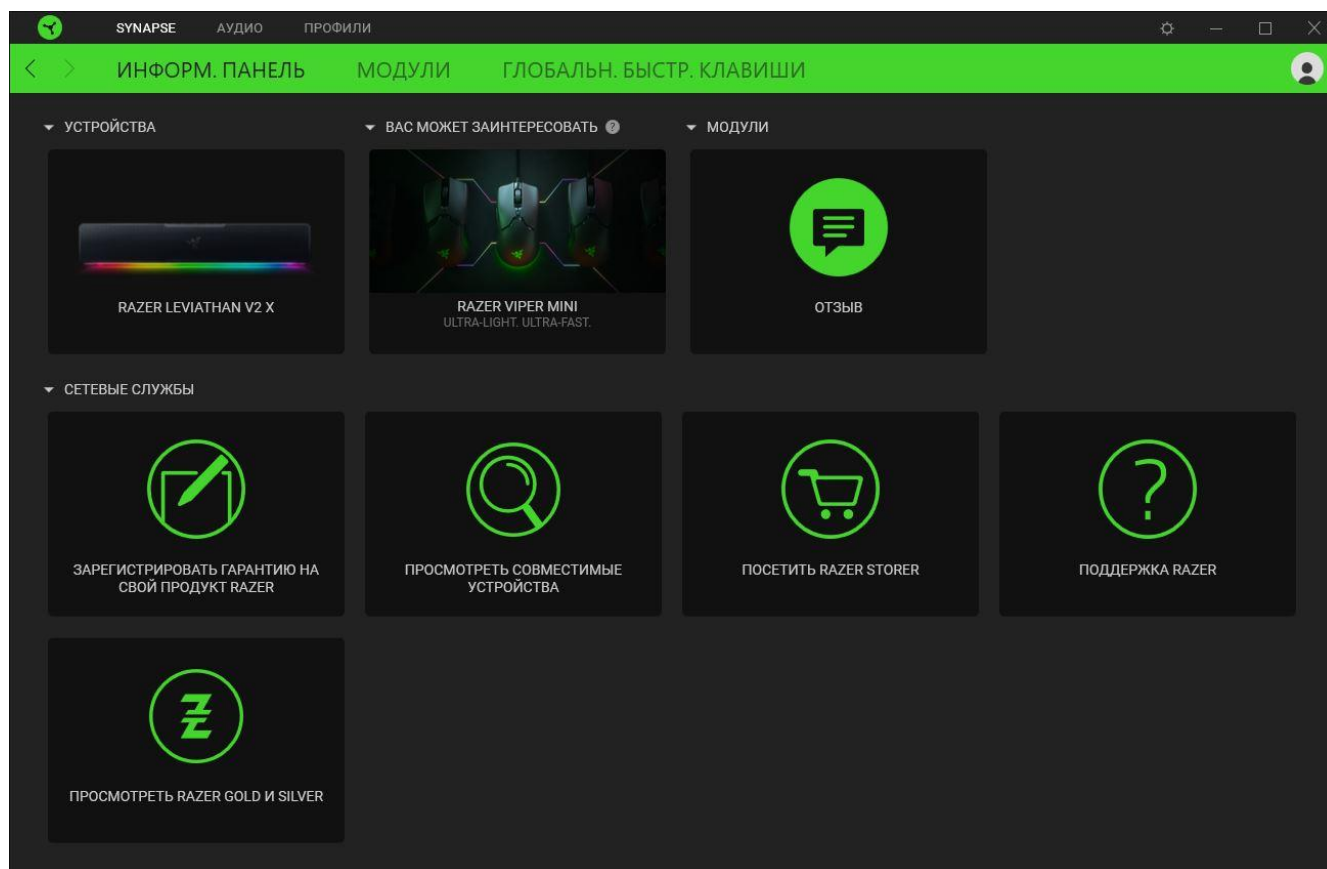 SYNAPSE АУДИО ПРОФИЛИ
ИНФОРМ. ПАНЕЛЬ МОДУЛИ ГЛОБАЛЬН. БЫСТР. КЛАВИШИ
УСТРОЙСТВА
ВАС МОЖЕТ ЗАИНТЕРЕСОВАТЬ ?
МОДУЛИ
RAZER LEVIATHAN V2 X
RAZER VIPER MINI
ULTRA-LIGHT. ULTRA-FAST.
ОТЗЫВ
СЕТЕВЫЕ СЛУЖБЫ
ЗАРЕГИСТРИРОВАТЬ ГАРАНТИЮ НА
СВОЙ ПРОДУКТ RAZER
ПРОСМОТРЕТЬ СОВМЕСТИМЫЕ
УСТРОЙСТВА
ПОСЕТИТЬ RAZER STORER
?
ПОДДЕРЖКА RAZER
ПРОСМОТРЕТЬ RAZER GOLD И SILVER